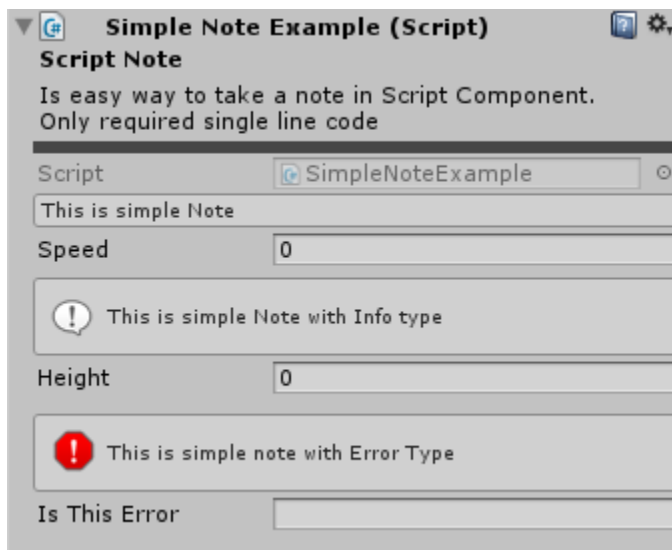 Simple Note Example (Script)
Script Note
Is easy way to take a note in Script Component.
Only required single line code
Script SimpleNoteExample
This is simple Note
Speed 0
This is simple Note with Info type
Height 0
This is simple note with Error Type
Is This Error